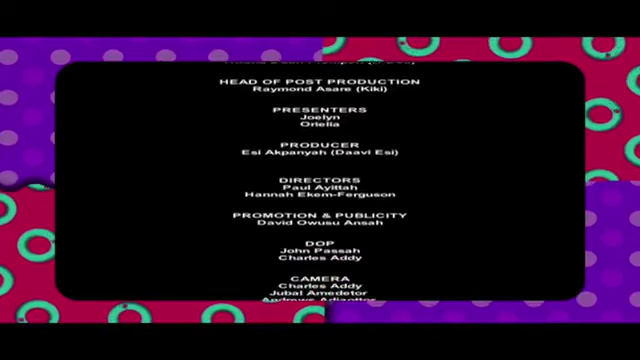 HEAD OF POST PRODUCTION
Raymond Asare (Kiki)
PRESENTERS
Joelyn
Oriella
PRODUCER
Esi Akpanyah (Daavi Esi)
DIRECTORS
Paul Ayittah
Hannah Ekem-Ferguson
PROMOTION & PUBLICITY
David Owusu Ansah
DOP
John Passah
Charles Addy
CAMERA
Charles Addy
Jubal Amedetor